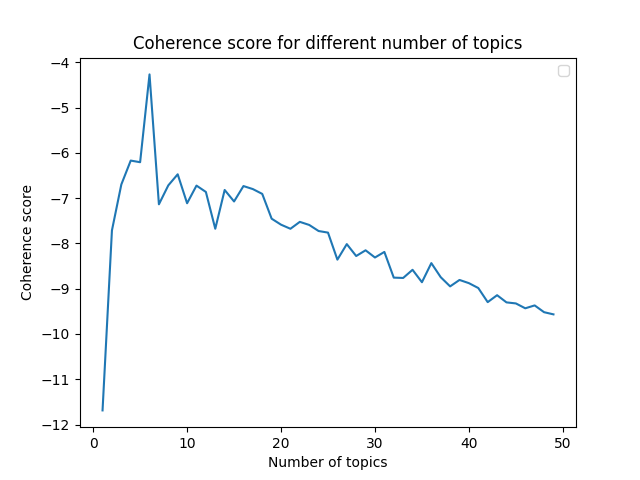 Coherence score for different number of topics
−4
−5
−6
−7
−8
−9
−10
−11
−12
Coherence score
0 10 20 30 40 50
Number of topics